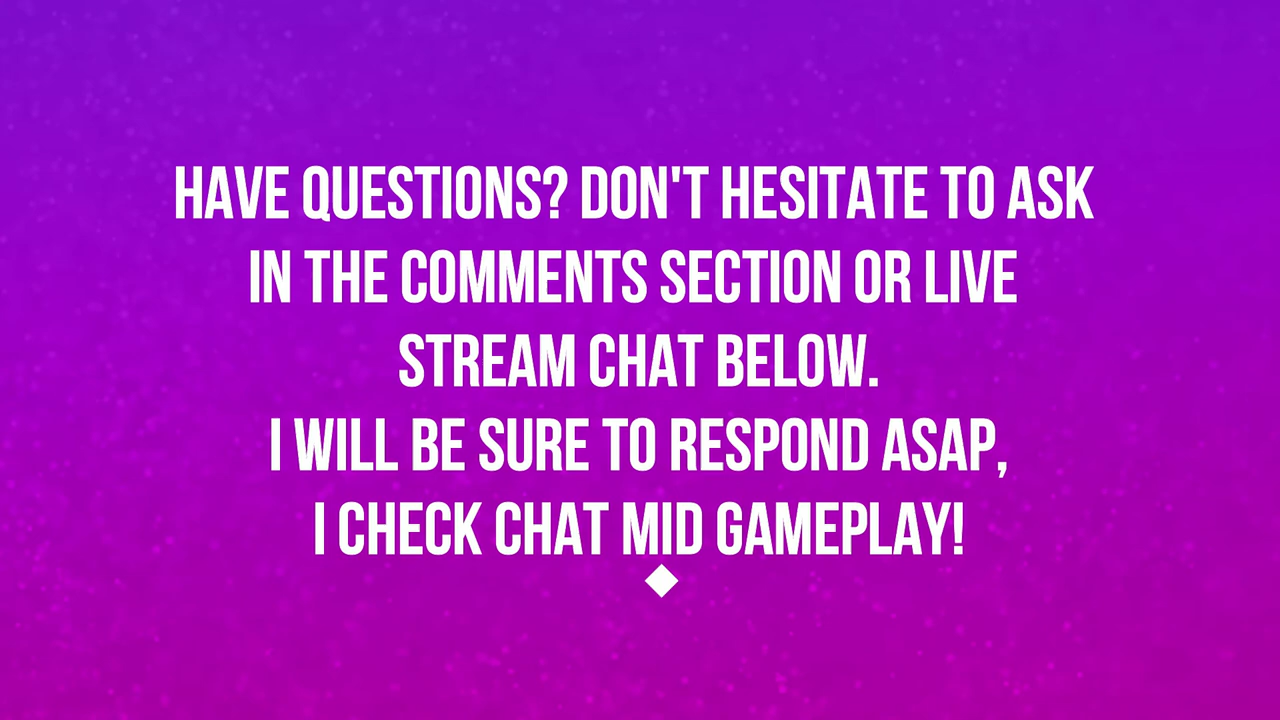 HAVE QUESTIONS? DON'T HESITATE TO ASK
IN THE COMMENTS SECTION OR LIVE
STREAM CHAT BELOW.
I WILL BE SURE TO RESPOND ASAP,
I CHECK CHAT MID GAMEPLAY!